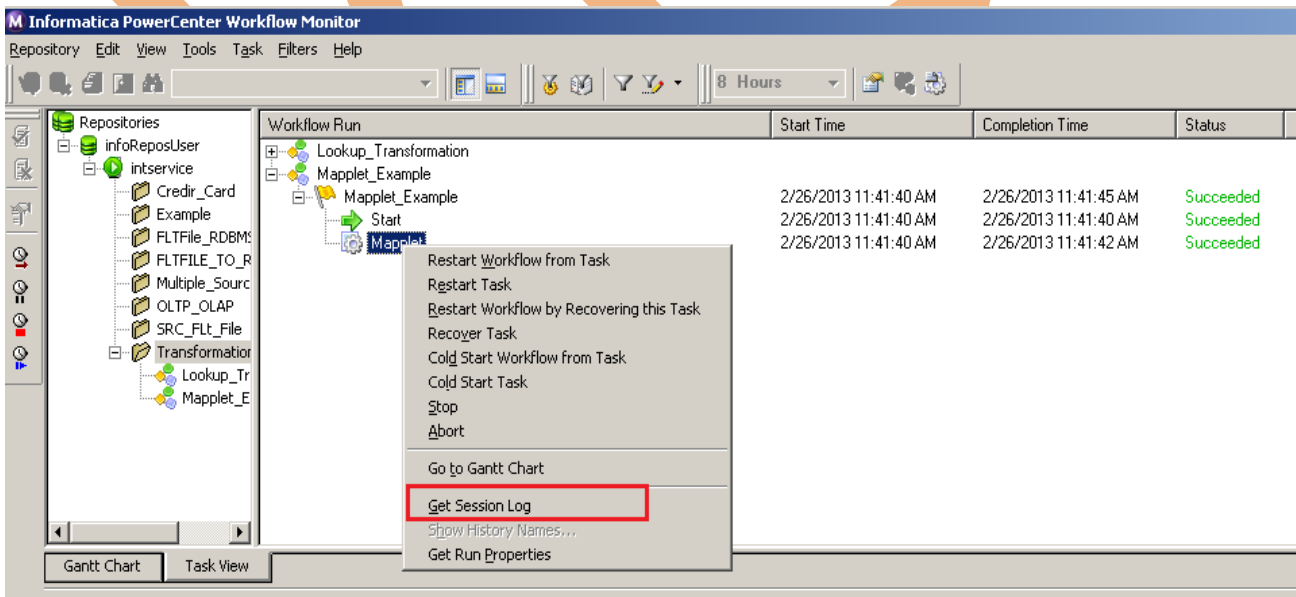 Informatica PowerCenter Workflow Monitor
Repository Edit View Tools Task Filters Help
8 Hours
Repositories
infoReposUser
intservice
Credir_Card
Example
FLTFile_RDBMS
FLTFILE_TO_R
Multiple_Sourc
OLTP_OLAP
SRC_FLt_File
Transformation
Lookup_Tr
Mapplet_E
Workflow Run Start Time Completion Time Status
Lookup_Transformation
Mapplet_Example
Mapplet_Example 2/26/2013 11:41:40 AM 2/26/2013 11:41:45 AM Succeeded
Start 2/26/2013 11:41:40 AM 2/26/2013 11:41:40 AM Succeeded
Mapplet 2/26/2013 11:41:40 AM 2/26/2013 11:41:42 AM Succeeded
Restart Workflow from Task
Restart Task
Restart Workflow by Recovering this Task
Recover Task
Cold Start Workflow from Task
Cold Start Task
Stop
Abort
Go to Gantt Chart
Get Session Log
Show History Names...
Get Run Properties
Gantt Chart Task View